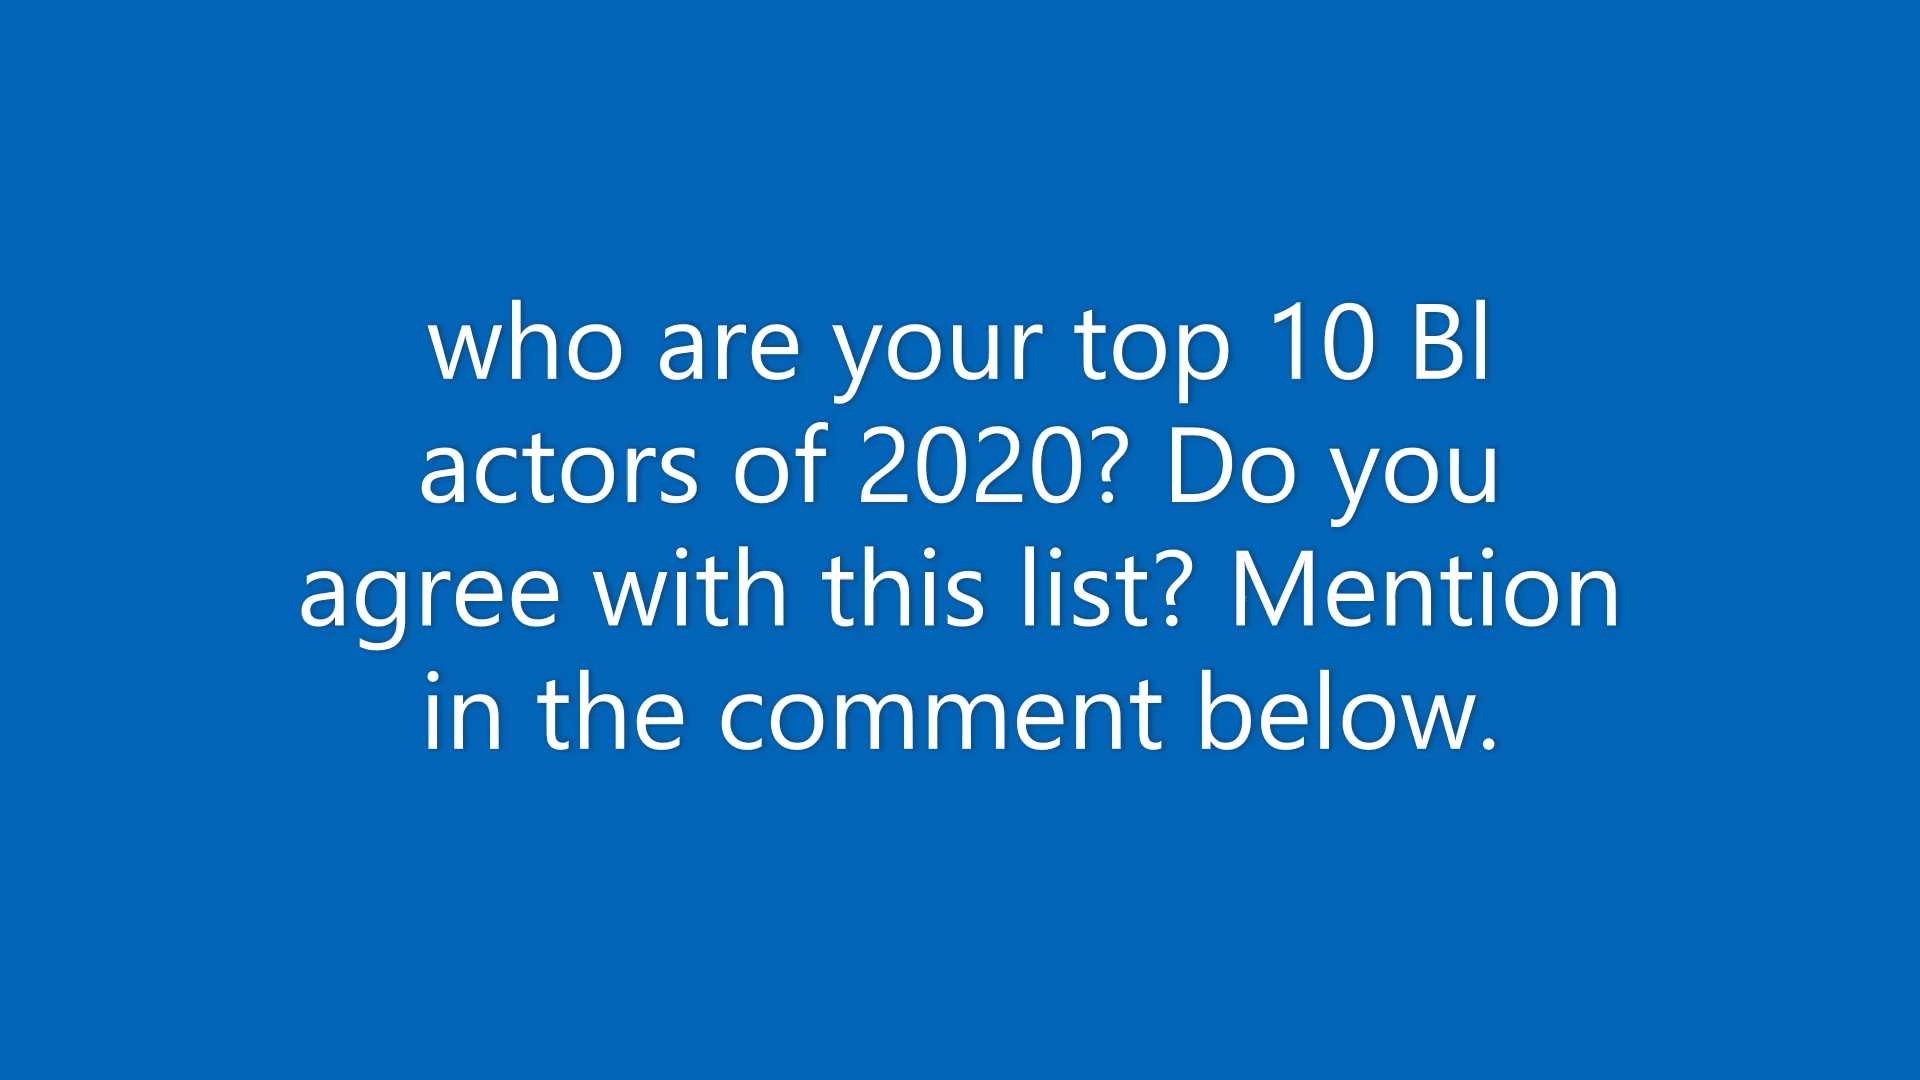 who are your top 10 Bl
actors of 2020? Do you
agree with this list? Mention
in the comment below.